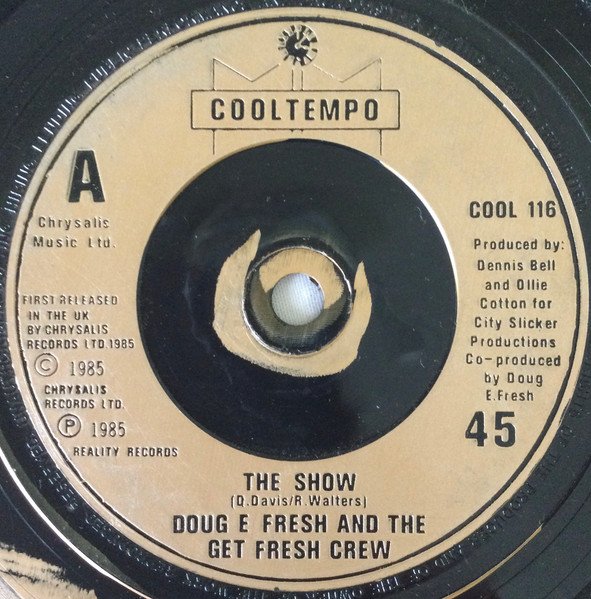 COOLTEMPO
A
Chrysalis
Music Ltd.
FIRST RELEASED
IN THE UK
BY CHRYSALIS
RECORDS LTD.1985
© 1985
CHRYSALIS
RECORDS LTD.
Ⓟ 1985
REALITY RECORDS
COOL 116
Produced by:
Dennis Bell
and Ollie
Cotton for
City Slicker
Productions
Co-produced
by Doug
E.Fresh
45
THE SHOW
(D.Davis/R.Walters)
DOUG E FRESH AND THE
GET FRESH CREW